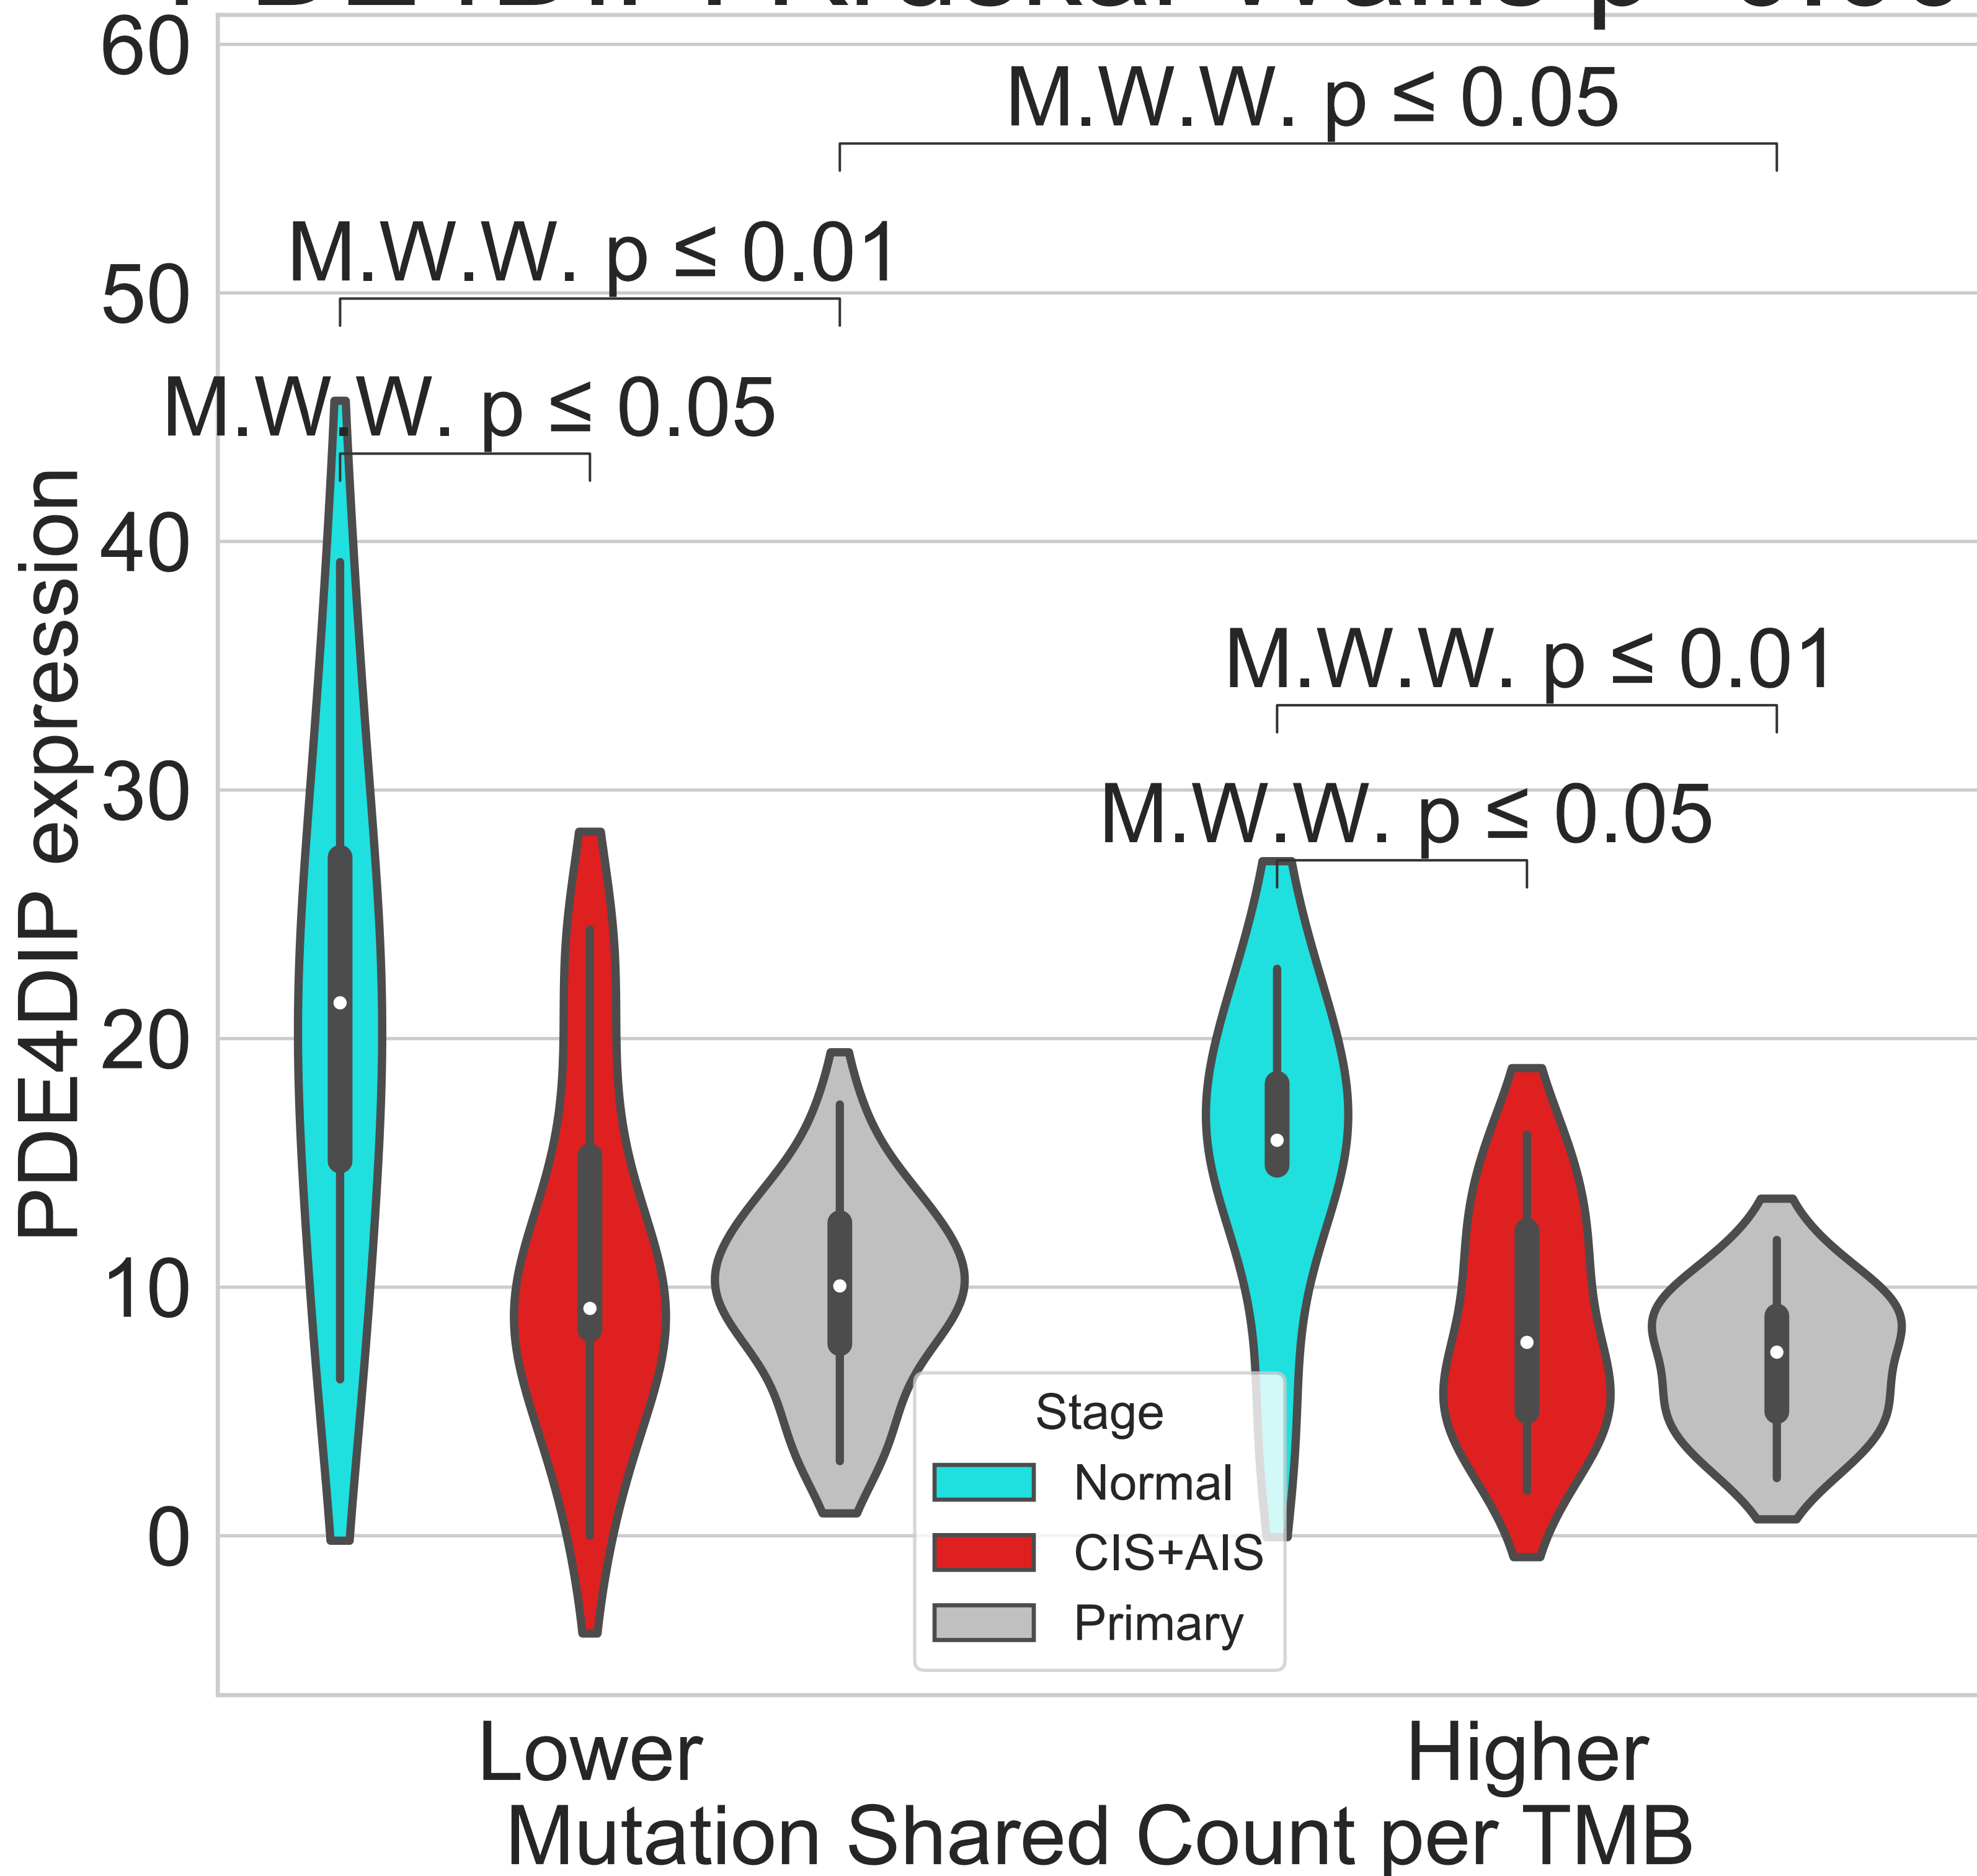 60
M.W.W. p ≤ 0.05
M.W.W. p ≤ 0.01
50
M.W.W. p ≤ 0.05
40
M.W.W. p ≤ 0.01
30
M.W.W. p ≤ 0.05
20
10
0
PDE4DIP expression
Stage
Normal
CIS+AIS
Primary
Lower
Higher
Mutation Shared Count per TMB